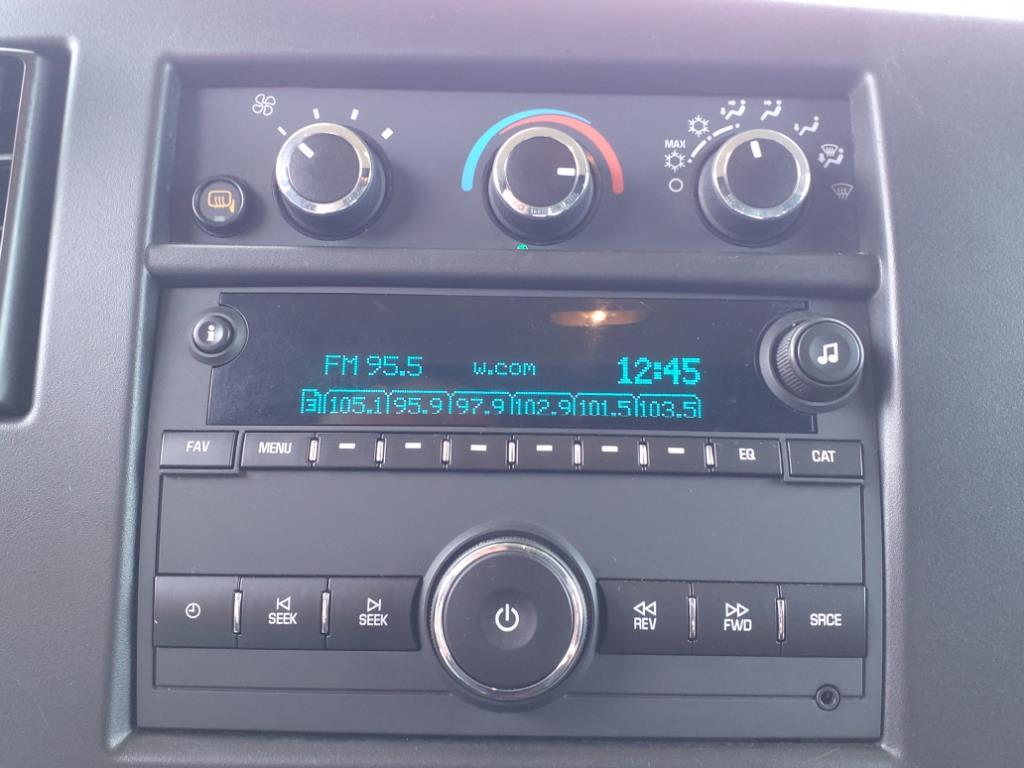 MAX
FM 95.5 w.com 12:45
3 105.1 95.9 97.9 102.9 101.5 103.5
FAV MENU EQ CAT
SEEK SEEK REV FWD SRCE